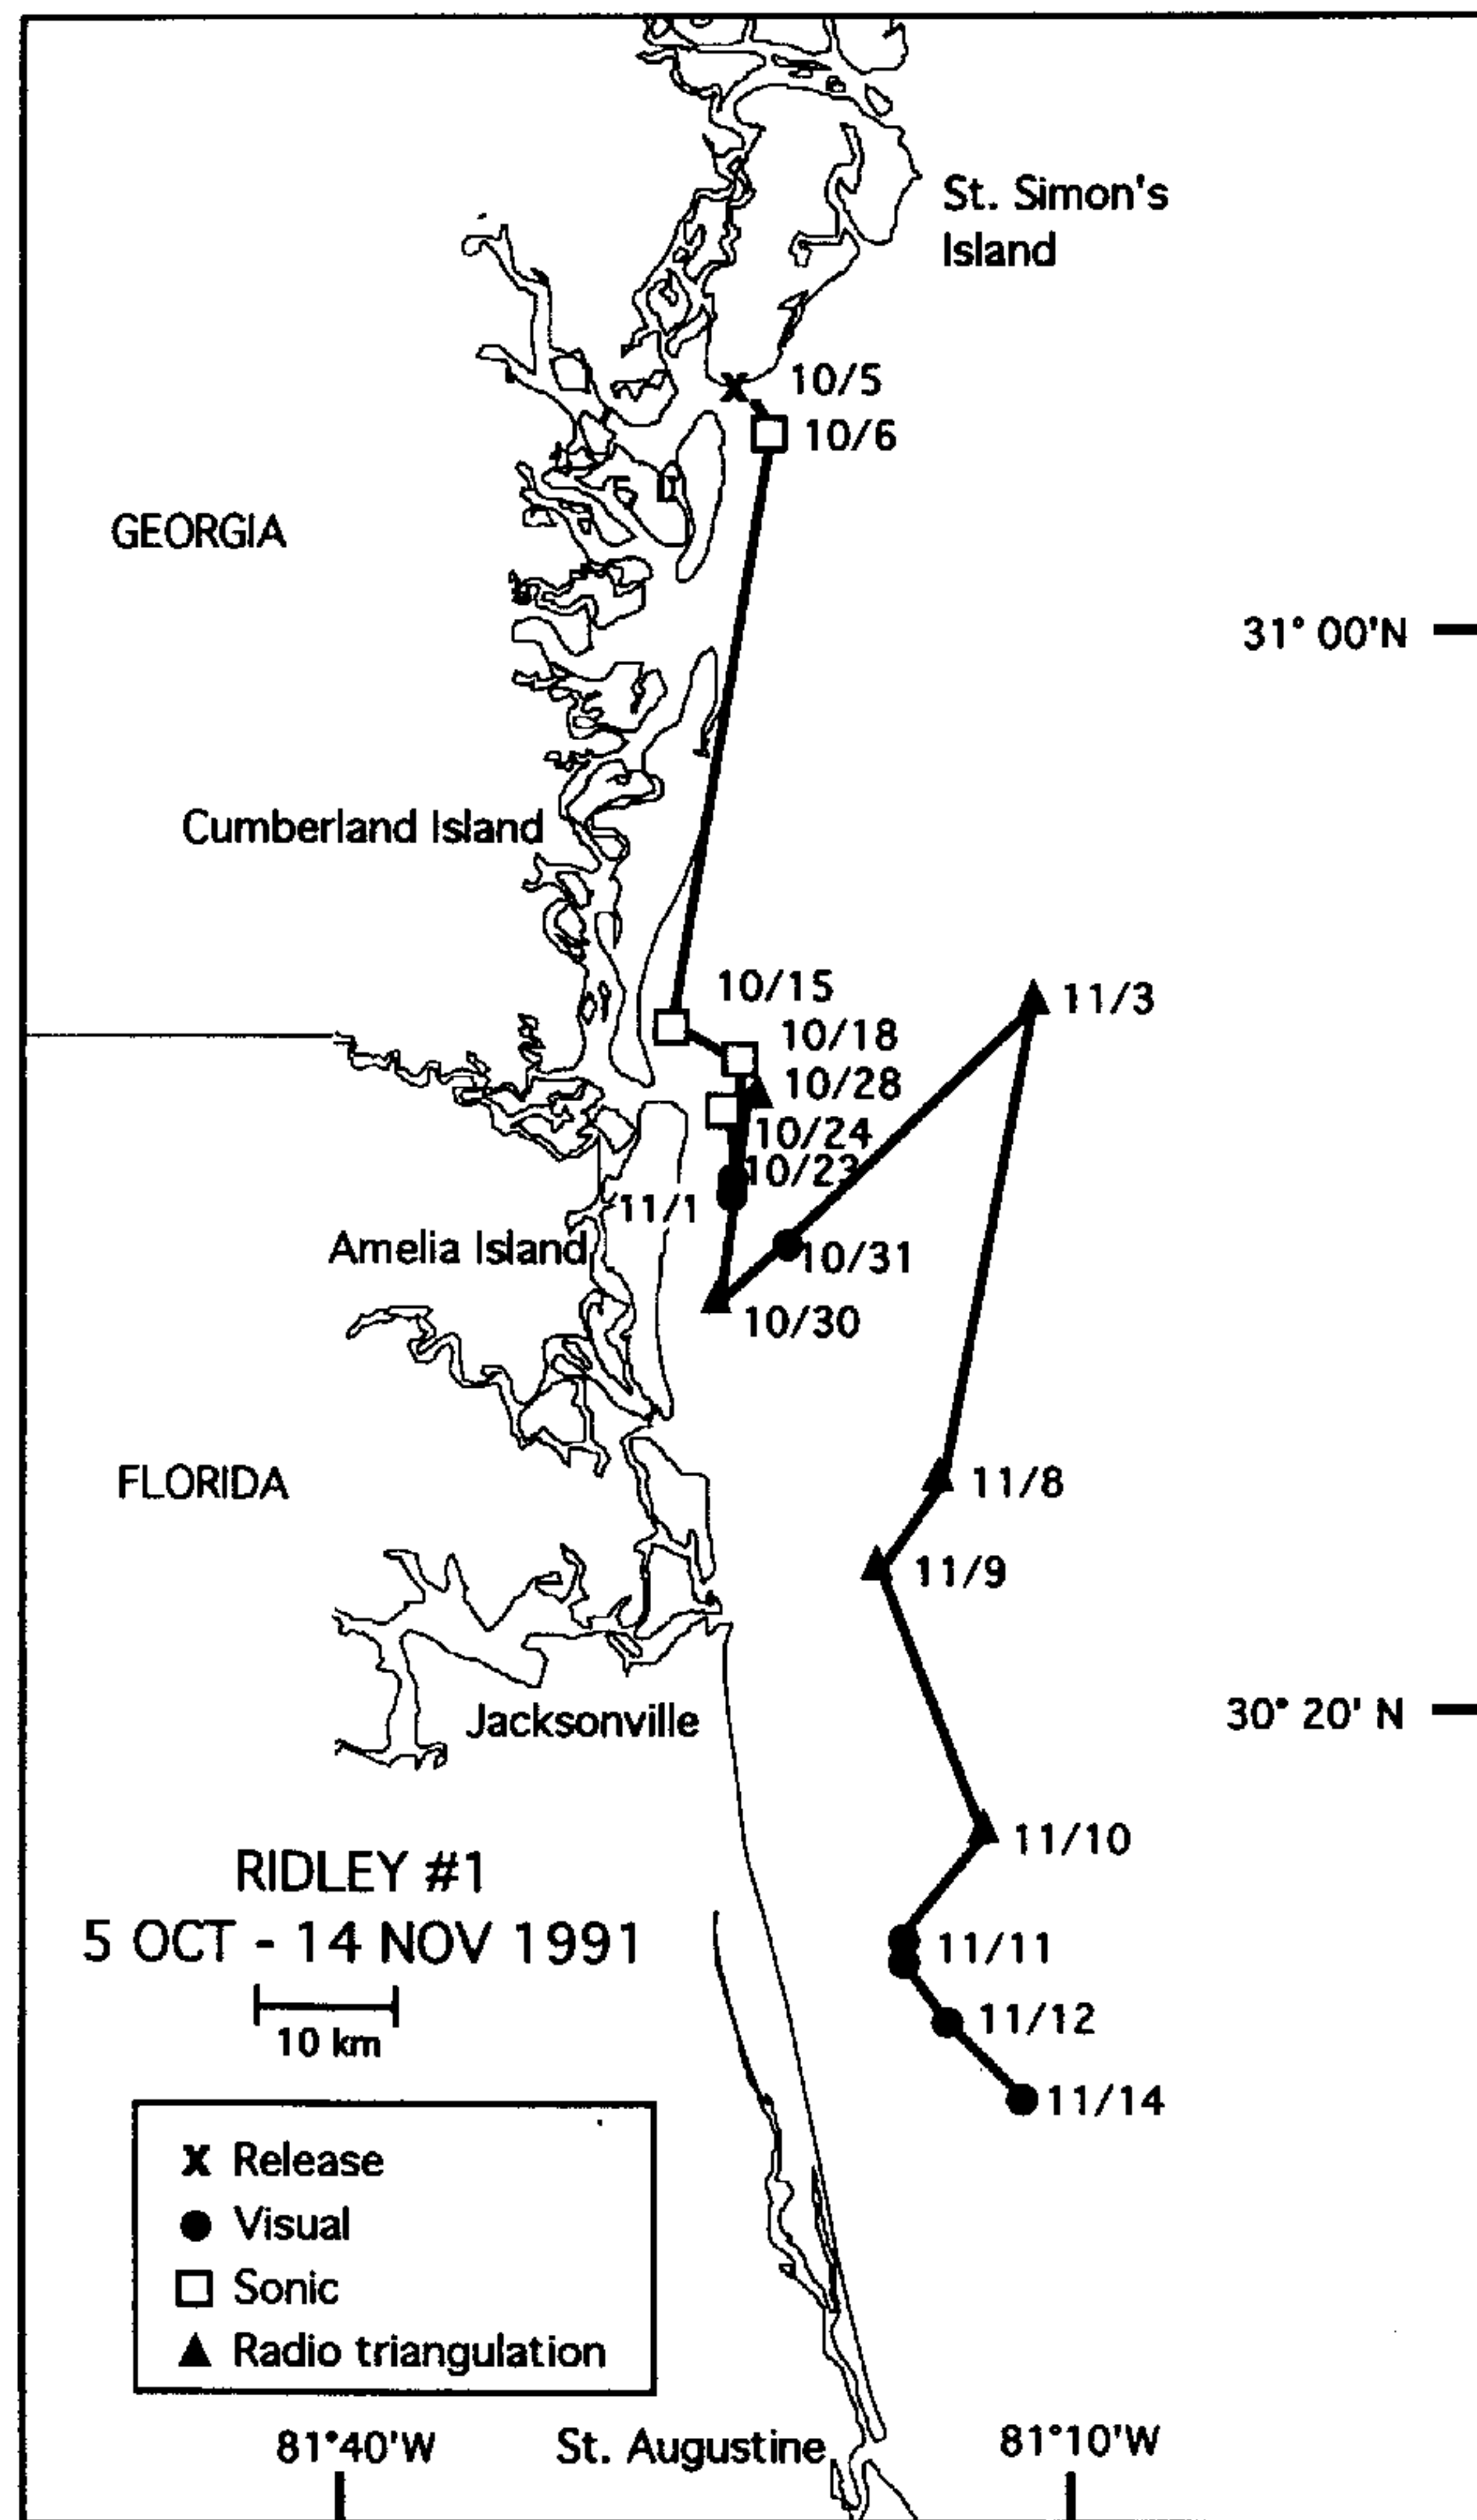 St. Simon's
Island
10/5
10/6
GEORGIA
31° 00'N
Cumberland Island
10/15
11/3
10/18
10/28
10/24
10/23
11/1
Amelia Island
10/31
10/30
FLORIDA
11/8
11/9
30° 20' N
Jacksonville
11/10
RIDLEY #1
5 OCT - 14 NOV 1991
11/11
11/12
10 km
11/14
x Release
Visual
Sonic
Radio triangulation
81°40'W
St. Augustine
81°10'W